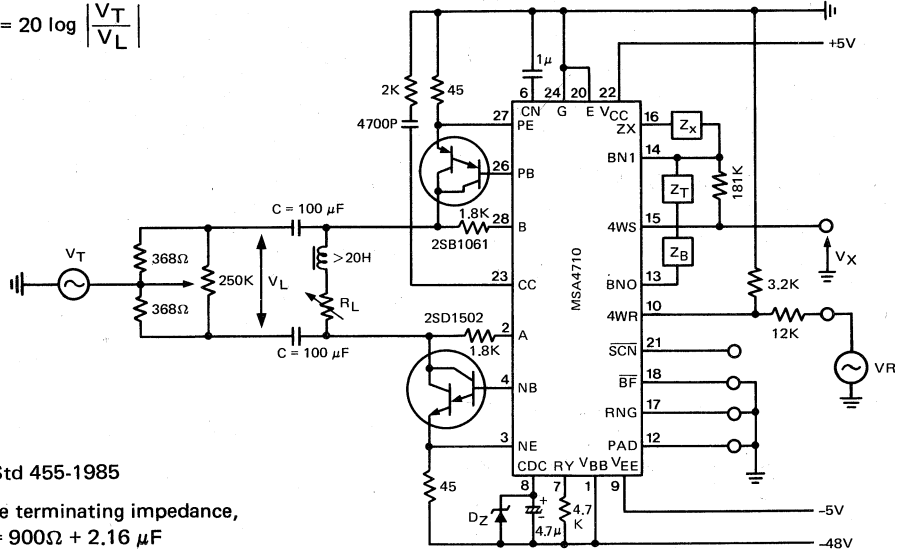 = 20 log |V_T / V_L|
+5V
1μ
2K
45
6 24 20 22
CN G E VCC
4700P
27 PE
ZX 16
Zx
26 PB
BN1 14
ZT
181K
C = 100 μF
1.8K
28 B
2SB1061
4WS 15
VX
VT
368Ω
250K
VL
>20H
ZB
23 CC
MSA4710
BNO 13
3.2K
368Ω
RL
4WR 10
2SD1502
12K
2 A
1.8K
C = 100 μF
SCN 21
VR
4 NB
BF 18
RNG 17
3 NE
PAD 12
CDC RY VBB VEE
8 7 1 9
Std 455-1985
45
DZ
+
−
4.7μ
4.7 K
−5V
e terminating impedance,
= 900Ω + 2.16 μF
−48V